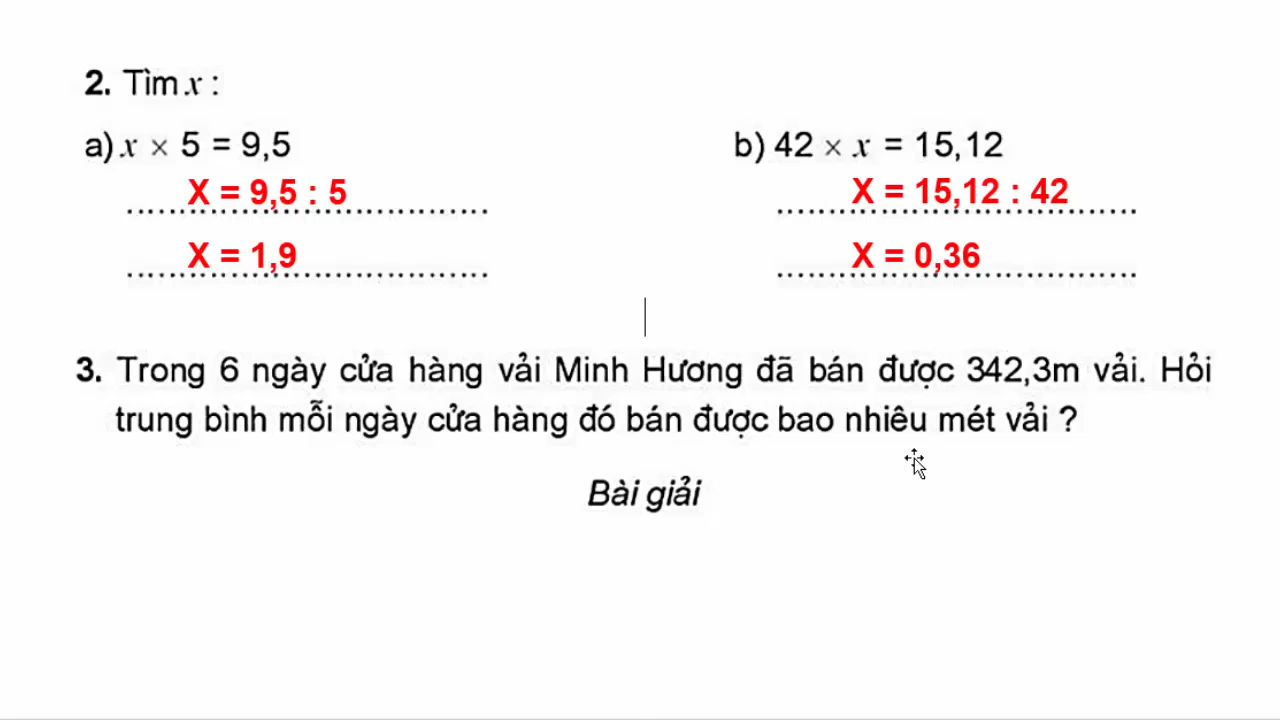 2. Tìm x :
a) x × 5 = 9,5
b) 42 × x = 15,12
X = 9,5 : 5
X = 15,12 : 42
X = 1,9
X = 0,36
3. Trong 6 ngày cửa hàng vải Minh Hương đã bán được 342,3m vải. Hỏi
trung bình mỗi ngày cửa hàng đó bán được bao nhiêu mét vải ?
Bài giải